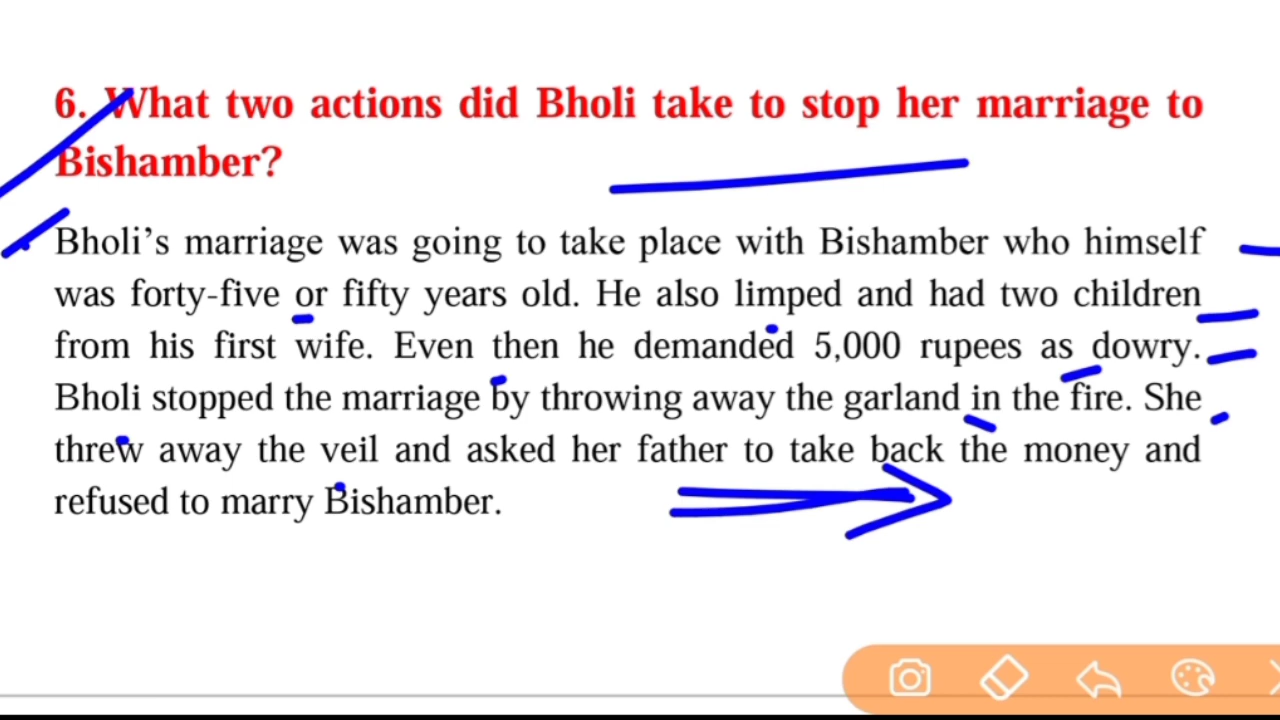 6. What two actions did Bholi take to stop her marriage to
Bishamber?
Bholi’s marriage was going to take place with Bishamber who himself
was forty-five or fifty years old. He also limped and had two children
from his first wife. Even then he demanded 5,000 rupees as dowry.
Bholi stopped the marriage by throwing away the garland in the fire. She
threw away the veil and asked her father to take back the money and
refused to marry Bishamber.